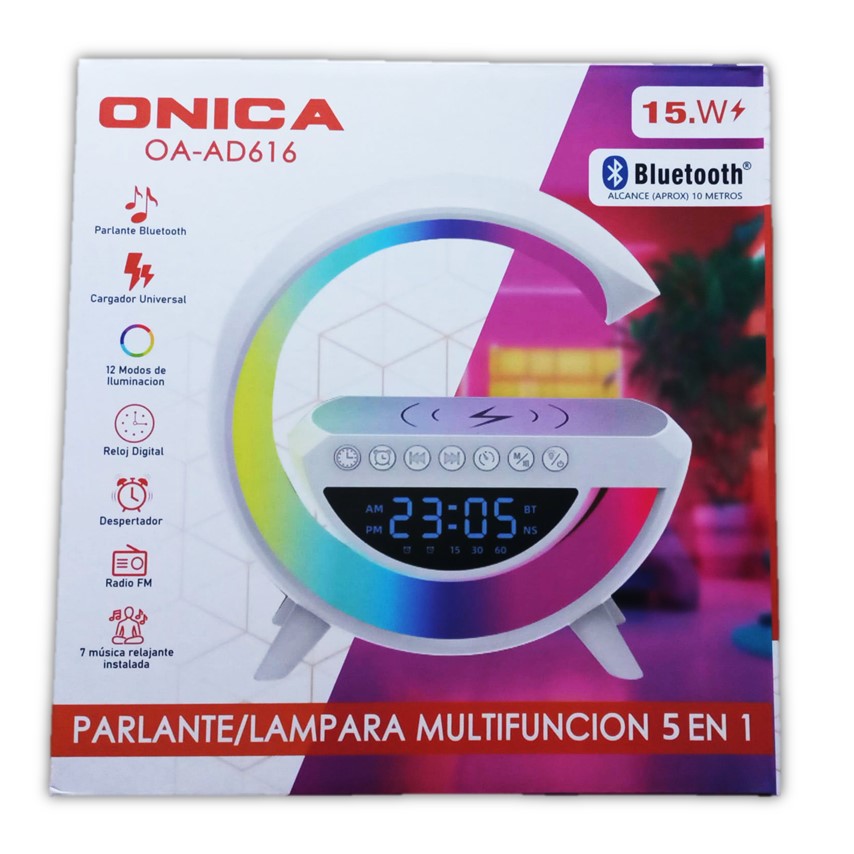 ONICA
OA-AD616
15.W
Bluetooth®
ALCANCE (APROX) 10 METROS
Parlante Bluetooth
Cargador Universal
12 Modos de
Iluminacion
Reloj Digital
Despertador
Radio FM
7 música relajante
instalada
M/
AM 23:05 BT
PM NS
15 30 60
PARLANTE/LAMPARA MULTIFUNCION 5 EN 1